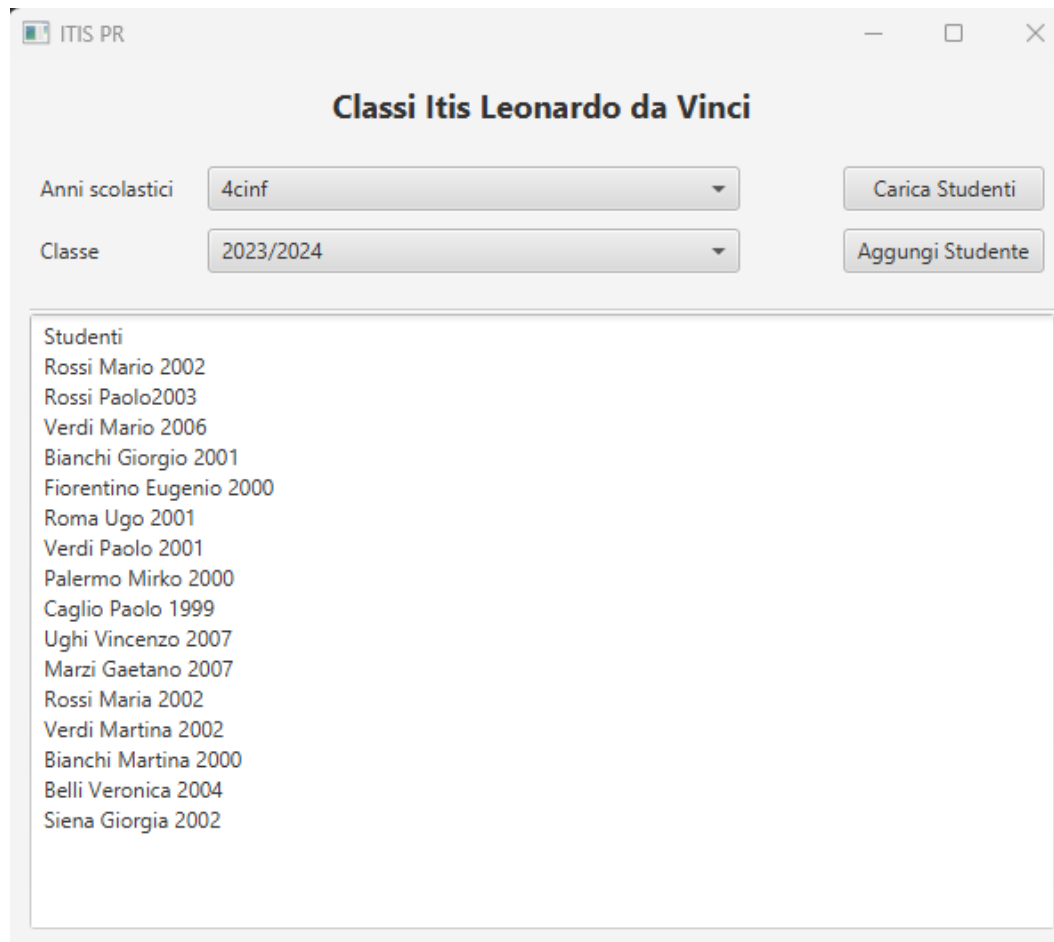 ITIS PR
Classi Itis Leonardo da Vinci
Anni scolastici 4cinf Carica Studenti
Classe 2023/2024 Aggungi Studente
Studenti
Rossi Mario 2002
Rossi Paolo2003
Verdi Mario 2006
Bianchi Giorgio 2001
Fiorentino Eugenio 2000
Roma Ugo 2001
Verdi Paolo 2001
Palermo Mirko 2000
Caglio Paolo 1999
Ughi Vincenzo 2007
Marzi Gaetano 2007
Rossi Maria 2002
Verdi Martina 2002
Bianchi Martina 2000
Belli Veronica 2004
Siena Giorgia 2002